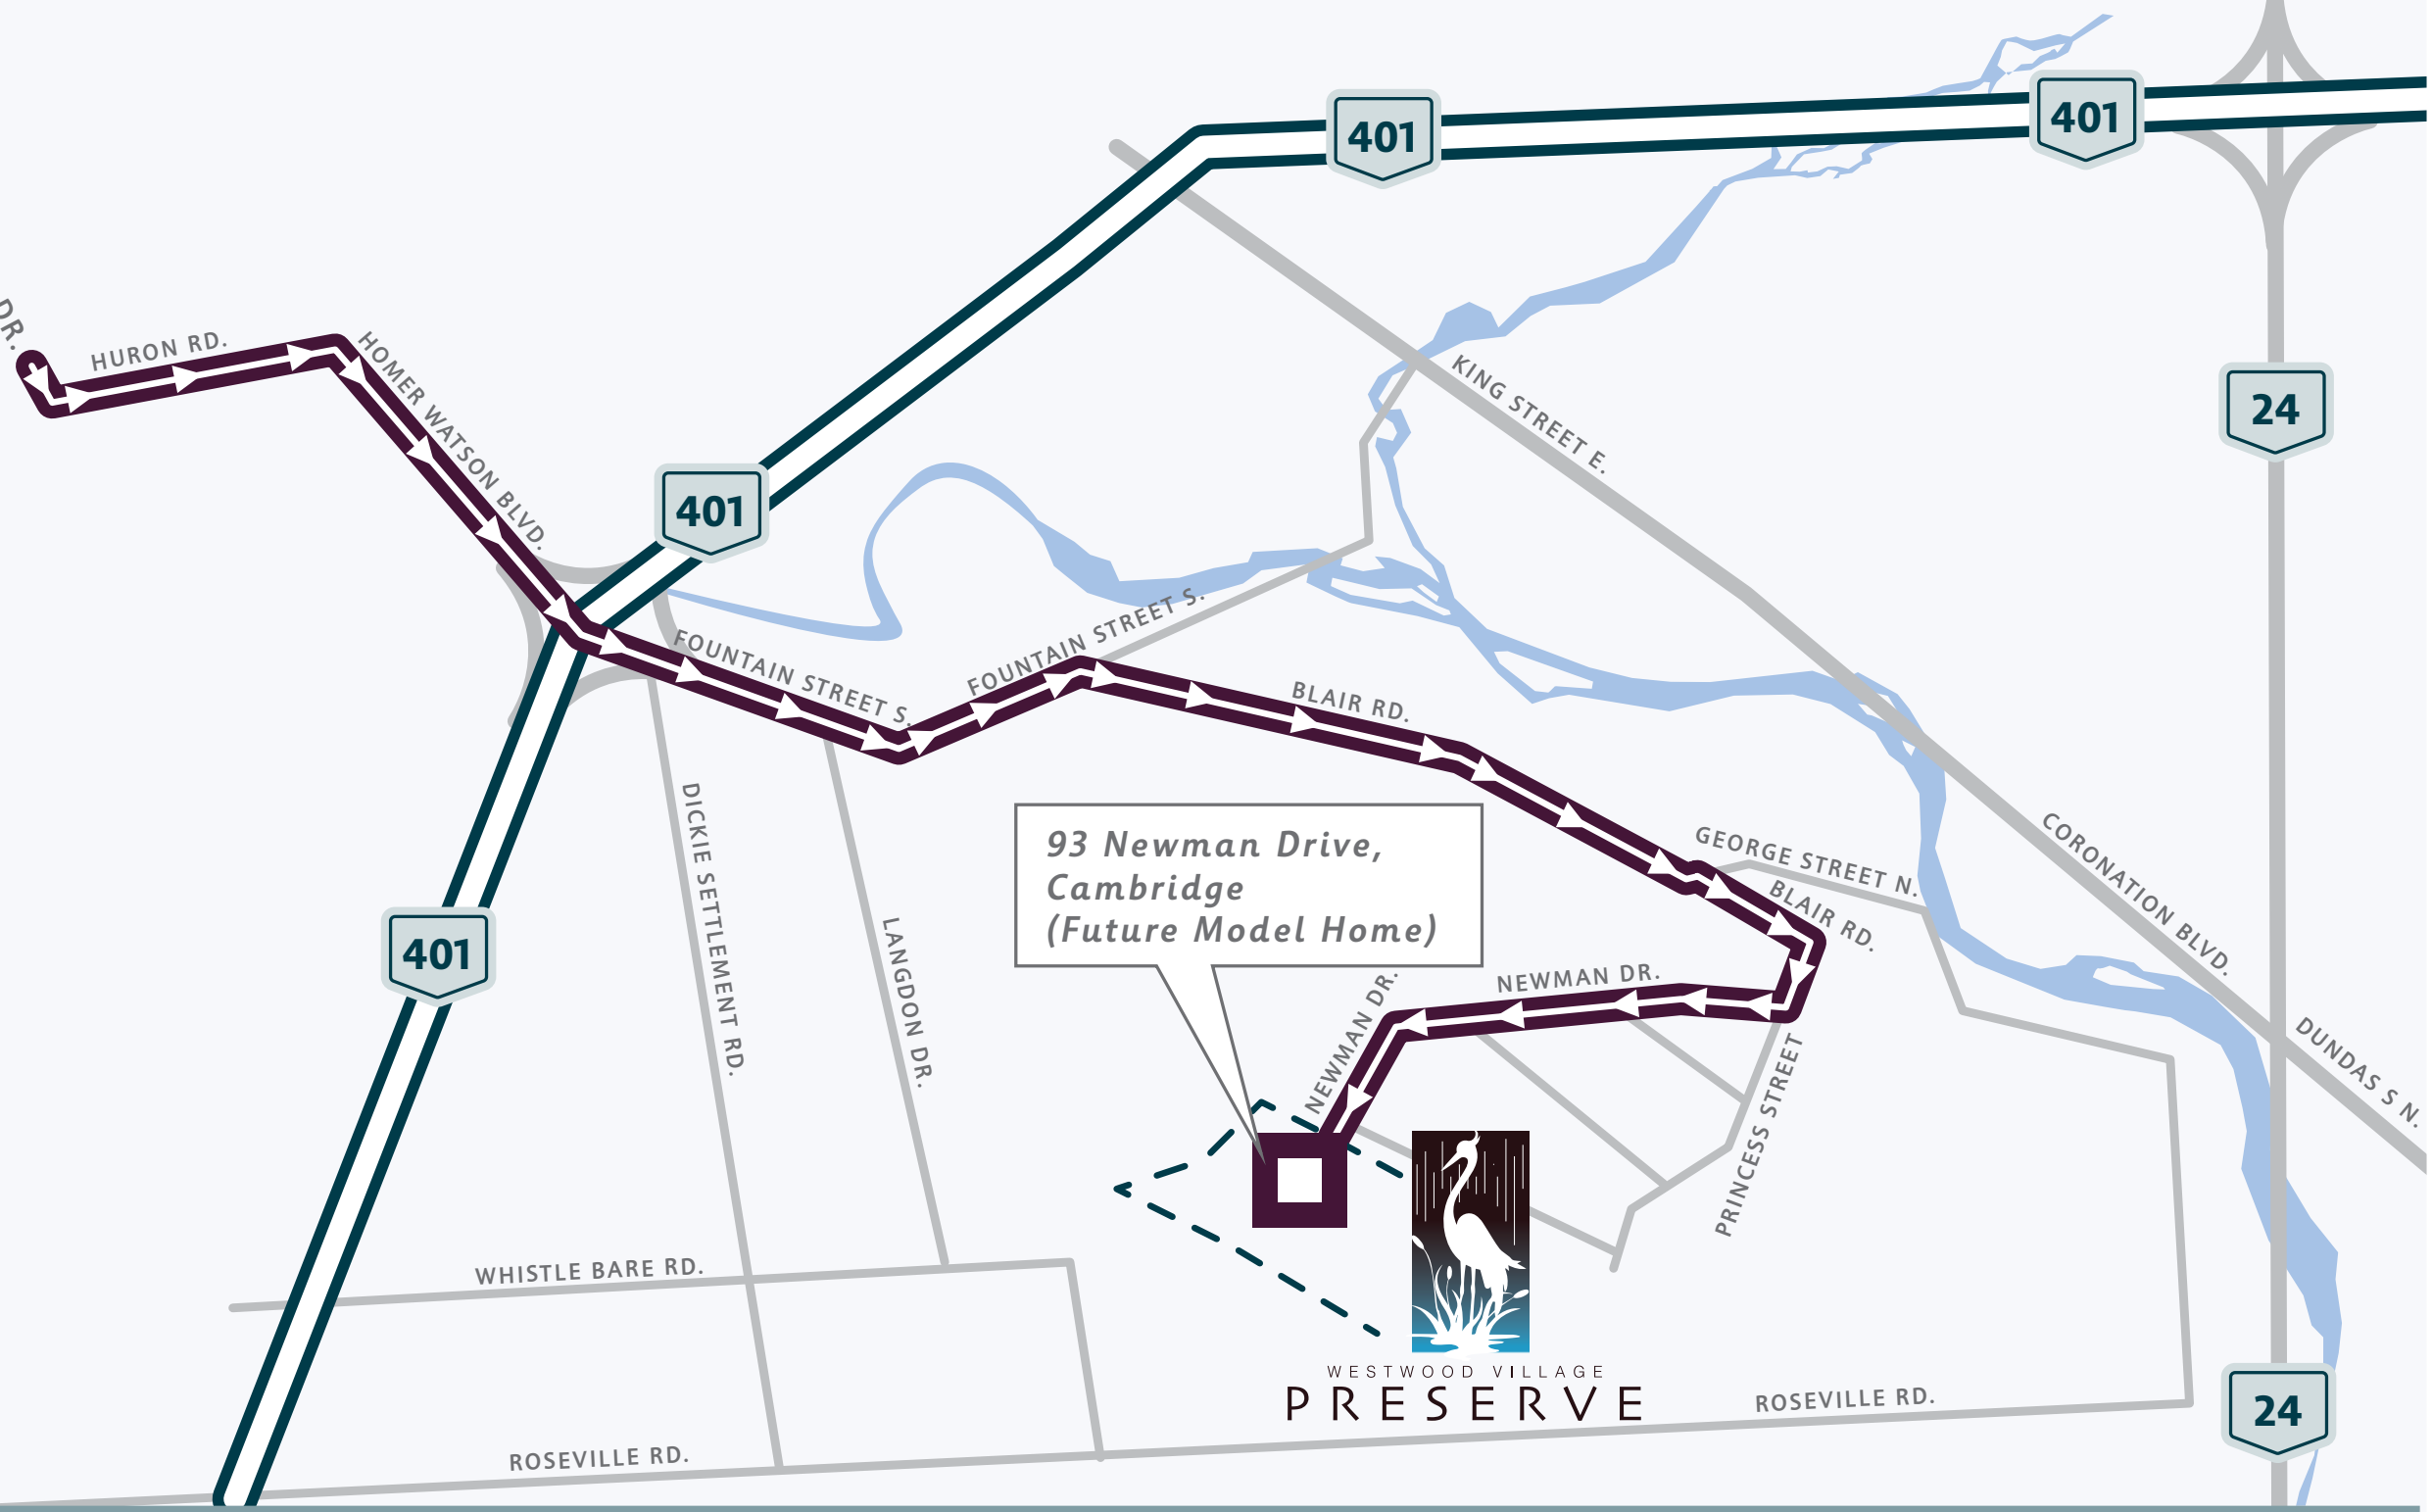 401
401
DR.
HURON RD.
HOMER WATSON BLVD.
KING STREET E.
24
401
FOUNTAIN STREET S.
FOUNTAIN STREET S.
BLAIR RD.
DICKIE SETTLEMENT RD.
LANGDON DR.
93 Newman Drive,
Cambridge
(Future Model Home)
GEORGE STREET N.
BLAIR RD.
CORONATION BLVD.
401
NEWMAN DR.
NEWMAN DR.
DUNDAS S N.
PRINCESS STREET
WHISTLE BARE RD.
WESTWOOD VILLAGE
PRESERVE
ROSEVILLE RD.
24
ROSEVILLE RD.